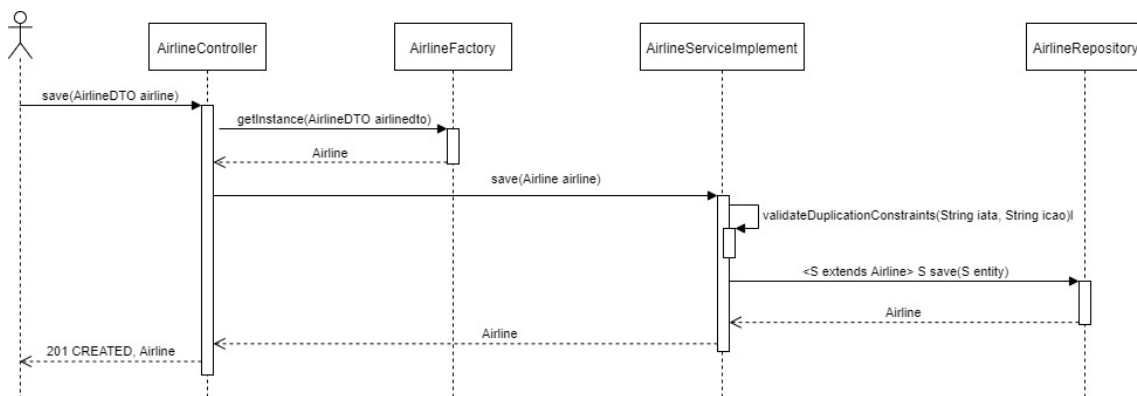 AirlineController
AirlineFactory
AirlineServiceImplement
AirlineRepository
save(AirlineDTO airline)
getInstance(AirlineDTO airlinedto)
Airline
save(Airline airline)
validateDuplicationConstraints(String iata, String icao)l
<S extends Airline> S save(S entity)
Airline
Airline
201 CREATED, Airline